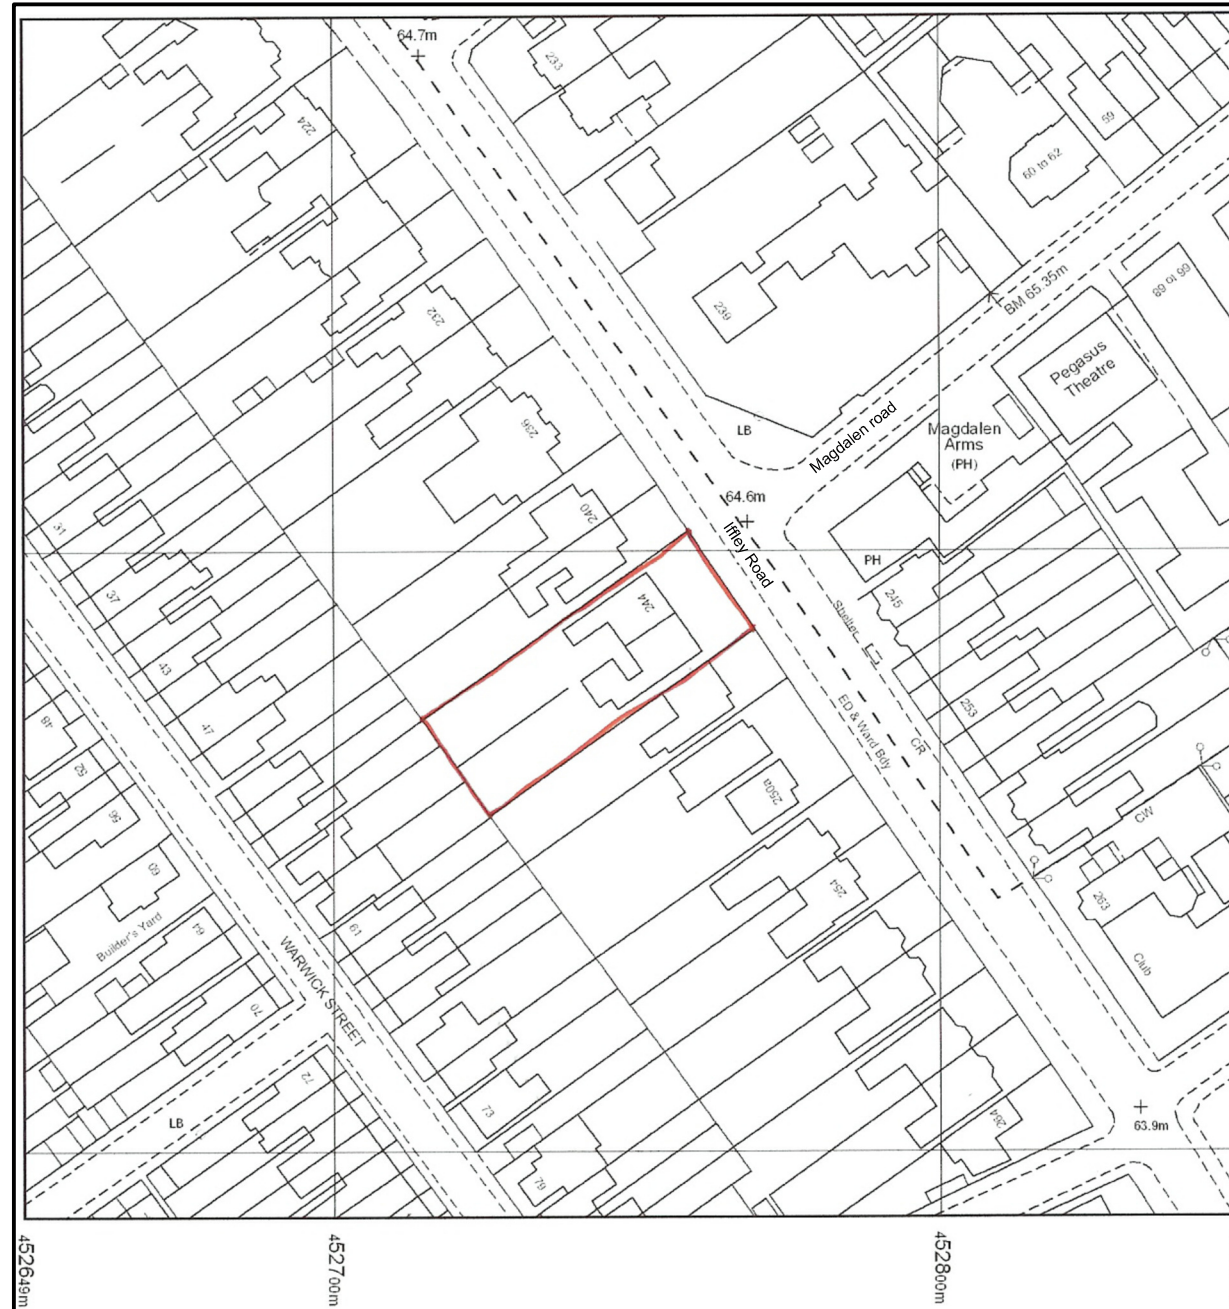 64.7m
233
224
59
60 to 62
BM 65.35m
89 to 99
239
232
Pegasus
Theatre
236
LB
Magdalen road
Magdalen
Arms
(PH)
64.6m
240
Iffley Road
31
PH
37
244
245
Shelter
43
47
253
48
ED & Ward Bdy
CR
52
56
250a
CW
60
254
263
Builder's Yard
64
61
WARWICK STREET
Club
70
72
73
LB
264
63.9m
79
452649m
452700m
452800m